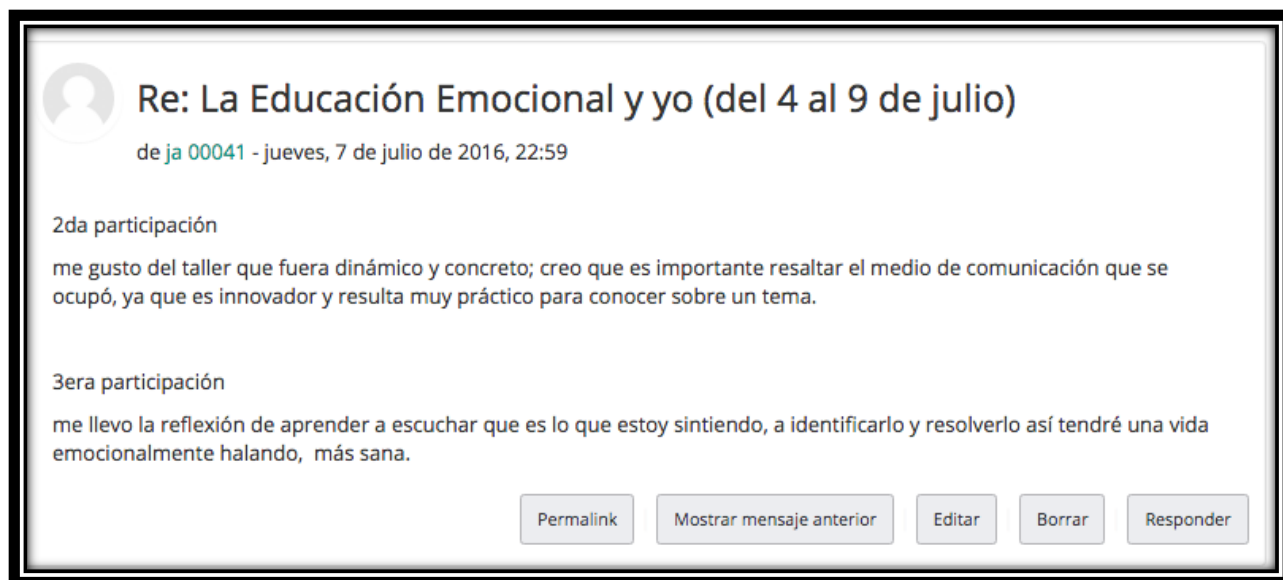 Re: La Educación Emocional y yo (del 4 al 9 de julio)
de ja 00041 - jueves, 7 de julio de 2016, 22:59
2da participación
me gusto del taller que fuera dinámico y concreto; creo que es importante resaltar el medio de comunicación que se
ocupó, ya que es innovador y resulta muy práctico para conocer sobre un tema.
3era participación
me llevo la reflexión de aprender a escuchar que es lo que estoy sintiendo, a identificarlo y resolverlo así tendré una vida
emocionalmente halando,  más sana.
Permalink Mostrar mensaje anterior Editar Borrar Responder